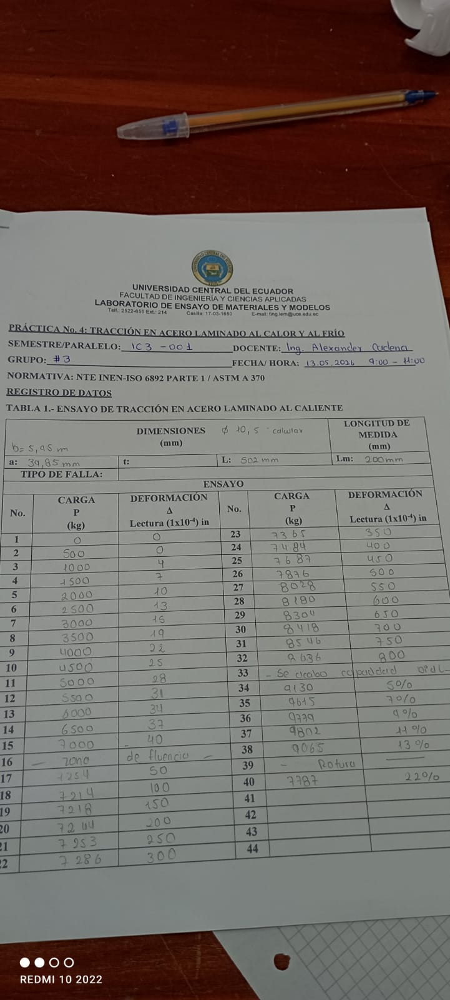 UNIVERSIDAD CENTRAL DEL ECUADOR
FACULTAD DE INGENIERÍA Y CIENCIAS APLICADAS
LABORATORIO DE ENSAYO DE MATERIALES Y MODELOS
Telf.: 2522-655 Ext.: 214 Casilla: 17-03-1650 E-mail: fing.lem@uce.edu.ec
PRÁCTICA No. 4: TRACCIÓN EN ACERO LAMINADO AL CALOR Y AL FRÍO
SEMESTRE/PARALELO: IC3 - 001 DOCENTE: Ing. Alexander Cadena
GRUPO: #3 FECHA/ HORA: 13.05.2026 9:00 - 11:00
NORMATIVA: NTE INEN-ISO 6892 PARTE 1 / ASTM A 370
REGISTRO DE DATOS
TABLA 1.- ENSAYO DE TRACCIÓN EN ACERO LAMINADO AL CALIENTE
DIMENSIONES (mm) ϕ 10,5 calcular LONGITUD DE MEDIDA (mm)
b= 5,95 m
a: 39,85 mm t: L: 502 mm Lm: 200mm
TIPO DE FALLA:
ENSAYO
No. CARGA P (kg) DEFORMACIÓN Δ Lectura (1x10⁻⁴) in No. CARGA P (kg) DEFORMACIÓN Δ Lectura (1x10⁻⁴) in
1 0 0 23 7365 350
2 500 0 24 7484 400
3 1000 4 25 7687 450
4 1500 7 26 7876 500
5 2000 10 27 8028 550
6 2500 13 28 8180 600
7 3000 15 29 8304 650
8 3500 19 30 8418 700
9 4000 22 31 8546 750
10 4500 25 32 8636 800
11 5000 28 33 - Se acabo capacidad
12 5500 31 34 9130 5%
13 6000 34 35 9615 7%
14 6500 37 36 9779 9%
15 7000 40 37 9802 11%
16 - zona de fluencia - 38 9065 13%
17 7254 50 39 - Rotura
18 7214 100 40 7787 22%
19 7218 150 41
20 7244 200 42
21 7253 250 43
22 7286 300 44
REDMI 10 2022